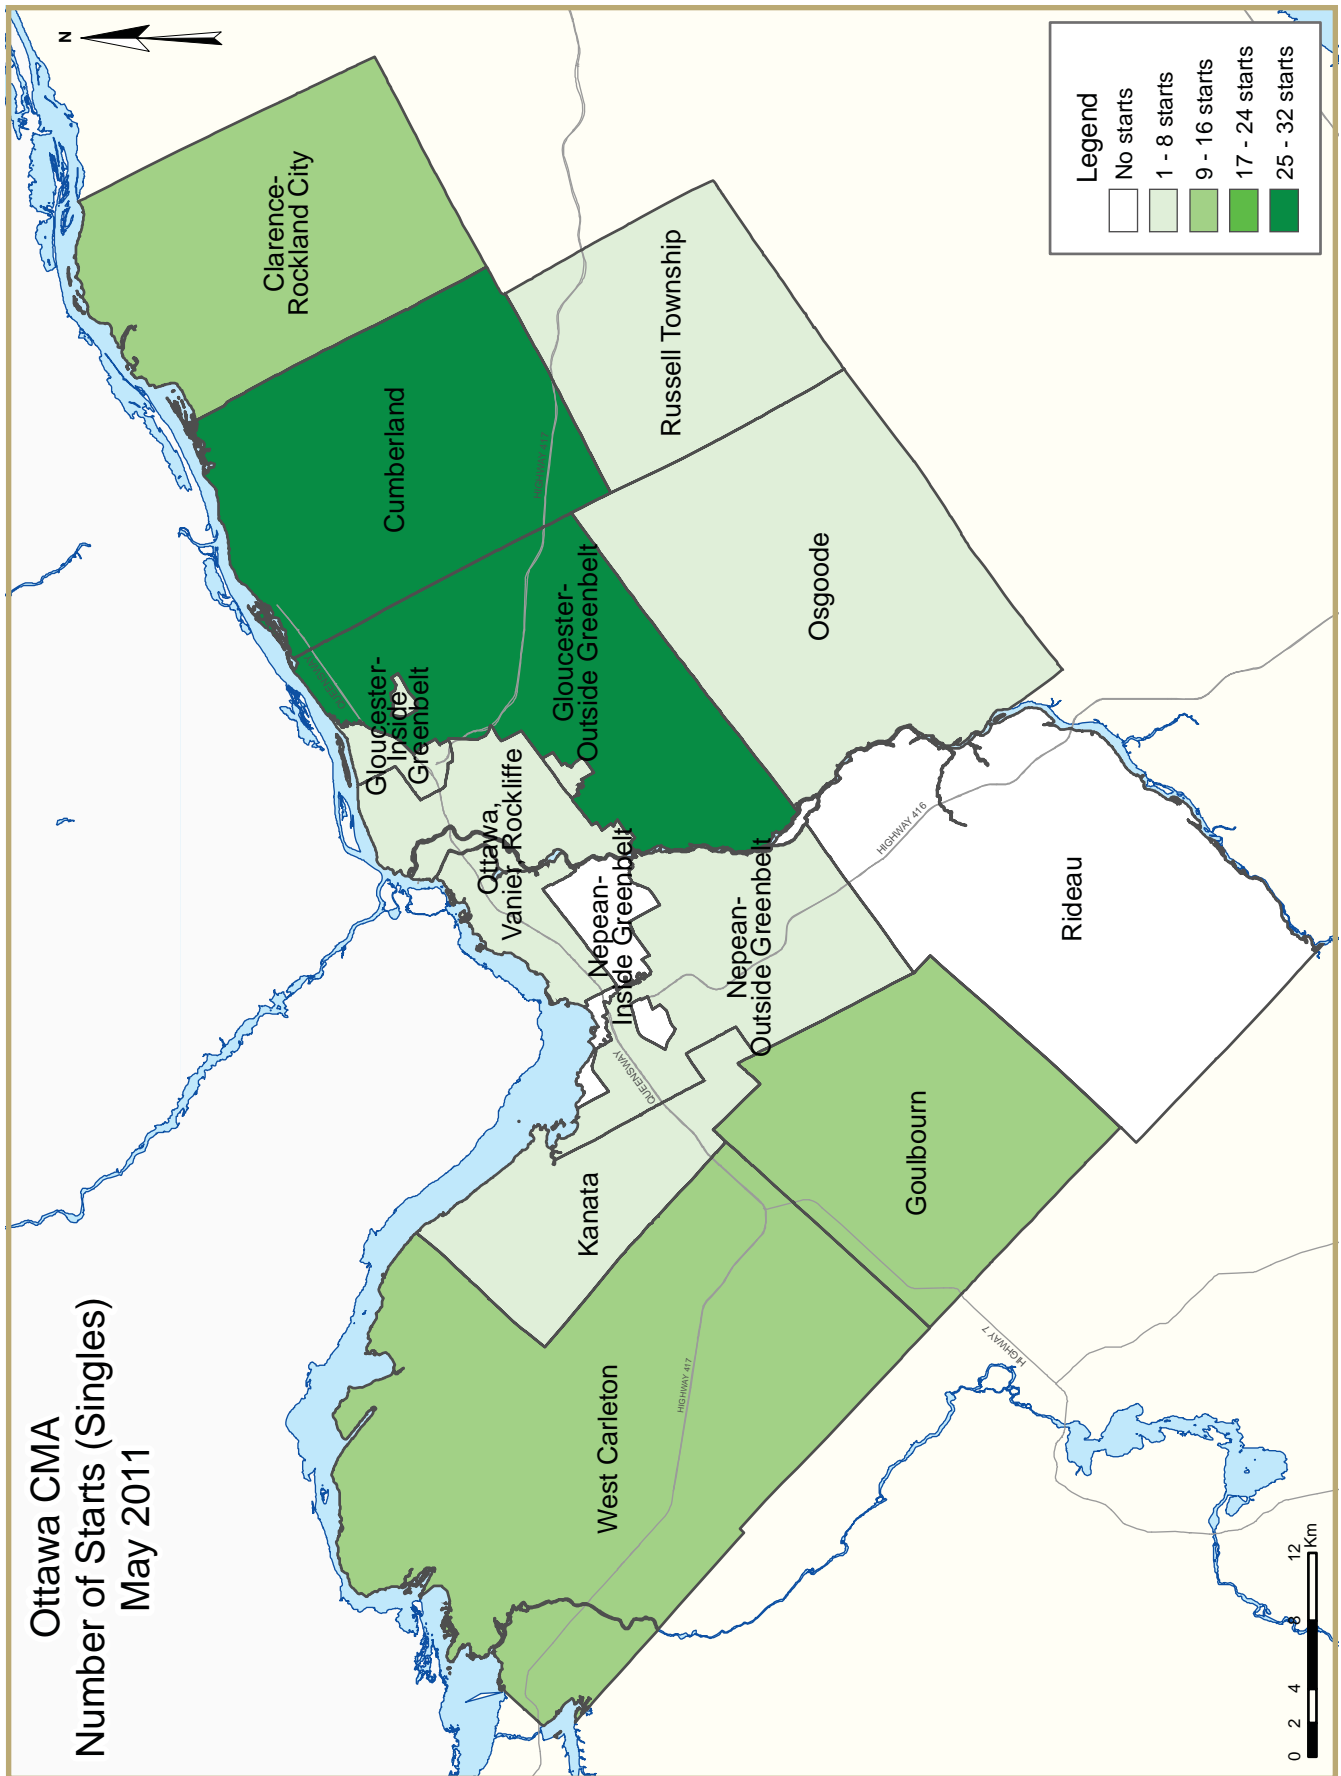 Ottawa CMA
Number of Starts (Singles)
May 2011
N
Clarence-
Rockland City
Cumberland
Russell Township
QUEENSWAY
HIGHWAY 417
Gloucester-
Inside
Greenbelt
Gloucester-
Outside Greenbelt
Osgoode
Ottawa,
Vanier, Rockliffe
Nepean-
Inside Greenbelt
Nepean-
Outside Greenbelt
HIGHWAY 416
Rideau
QUEENSWAY
Kanata
Goulbourn
West Carleton
HIGHWAY 417
HIGHWAY 7
Legend
No starts
1 - 8 starts
9 - 16 starts
17 - 24 starts
25 - 32 starts
0 2 4 8 12
Km